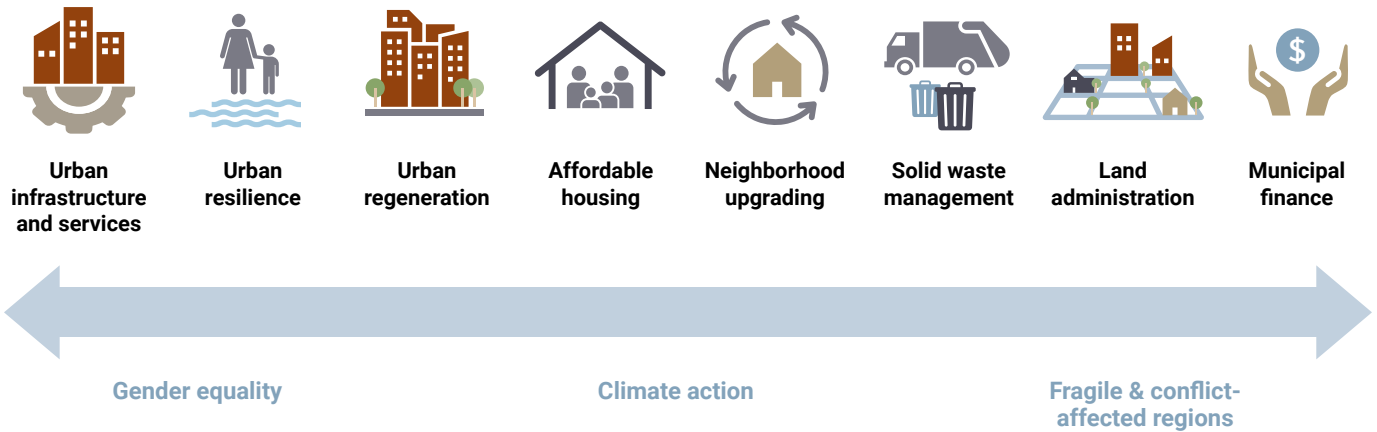 $
Urban
infrastructure
and services
Urban
resilience
Urban
regeneration
Affordable
housing
Neighborhood
upgrading
Solid waste
management
Land
administration
Municipal
finance
Gender equality
Climate action
Fragile & conflict-
affected regions